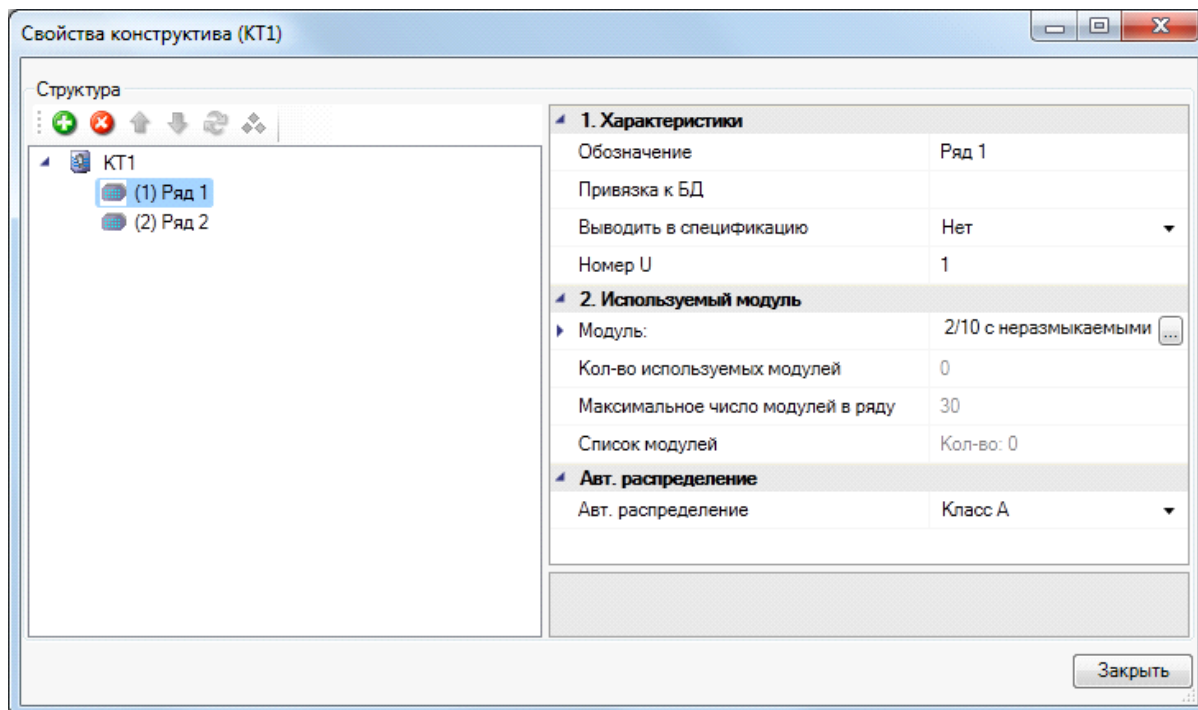 Свойства конструктива (КТ1)
Структура
КТ1
(1) Ряд 1
(2) Ряд 2
1. Характеристики
Обозначение Ряд 1
Привязка к БД
Выводить в спецификацию Нет
Номер U 1
2. Используемый модуль
Модуль: 2/10 с неразмыкаемыми ...
Кол-во используемых модулей 0
Максимальное число модулей в ряду 30
Список модулей Кол-во: 0
Авт. распределение
Авт. распределение Класс А
Закрыть